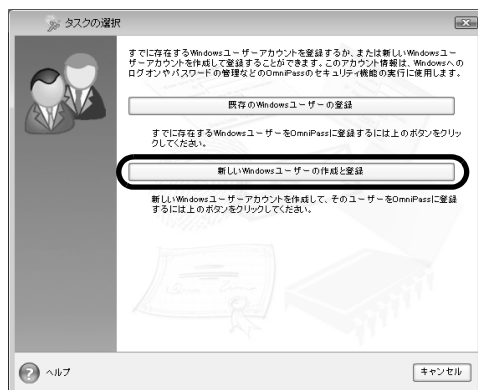 タスクの選択
すでに存在するWindowsユーザーアカウントを登録するか、または新しいWindowsユー
ザーアカウントを作成して登録することができます。このアカウント情報は、Windowsへの
ログオンやパスワードの管理などのOmniPassのセキュリティ機能の実行に使用します。
既存のWindowsユーザーの登録
すでに存在するWindowsユーザーをOmniPassに登録するには上のボタンをクリッ
クしてください。
新しいWindowsユーザーの作成と登録
新しいWindowsユーザーアカウントを作成して、そのユーザーをOmniPassに登録
するには上のボタンをクリックしてください。
ヘルプ
キャンセル